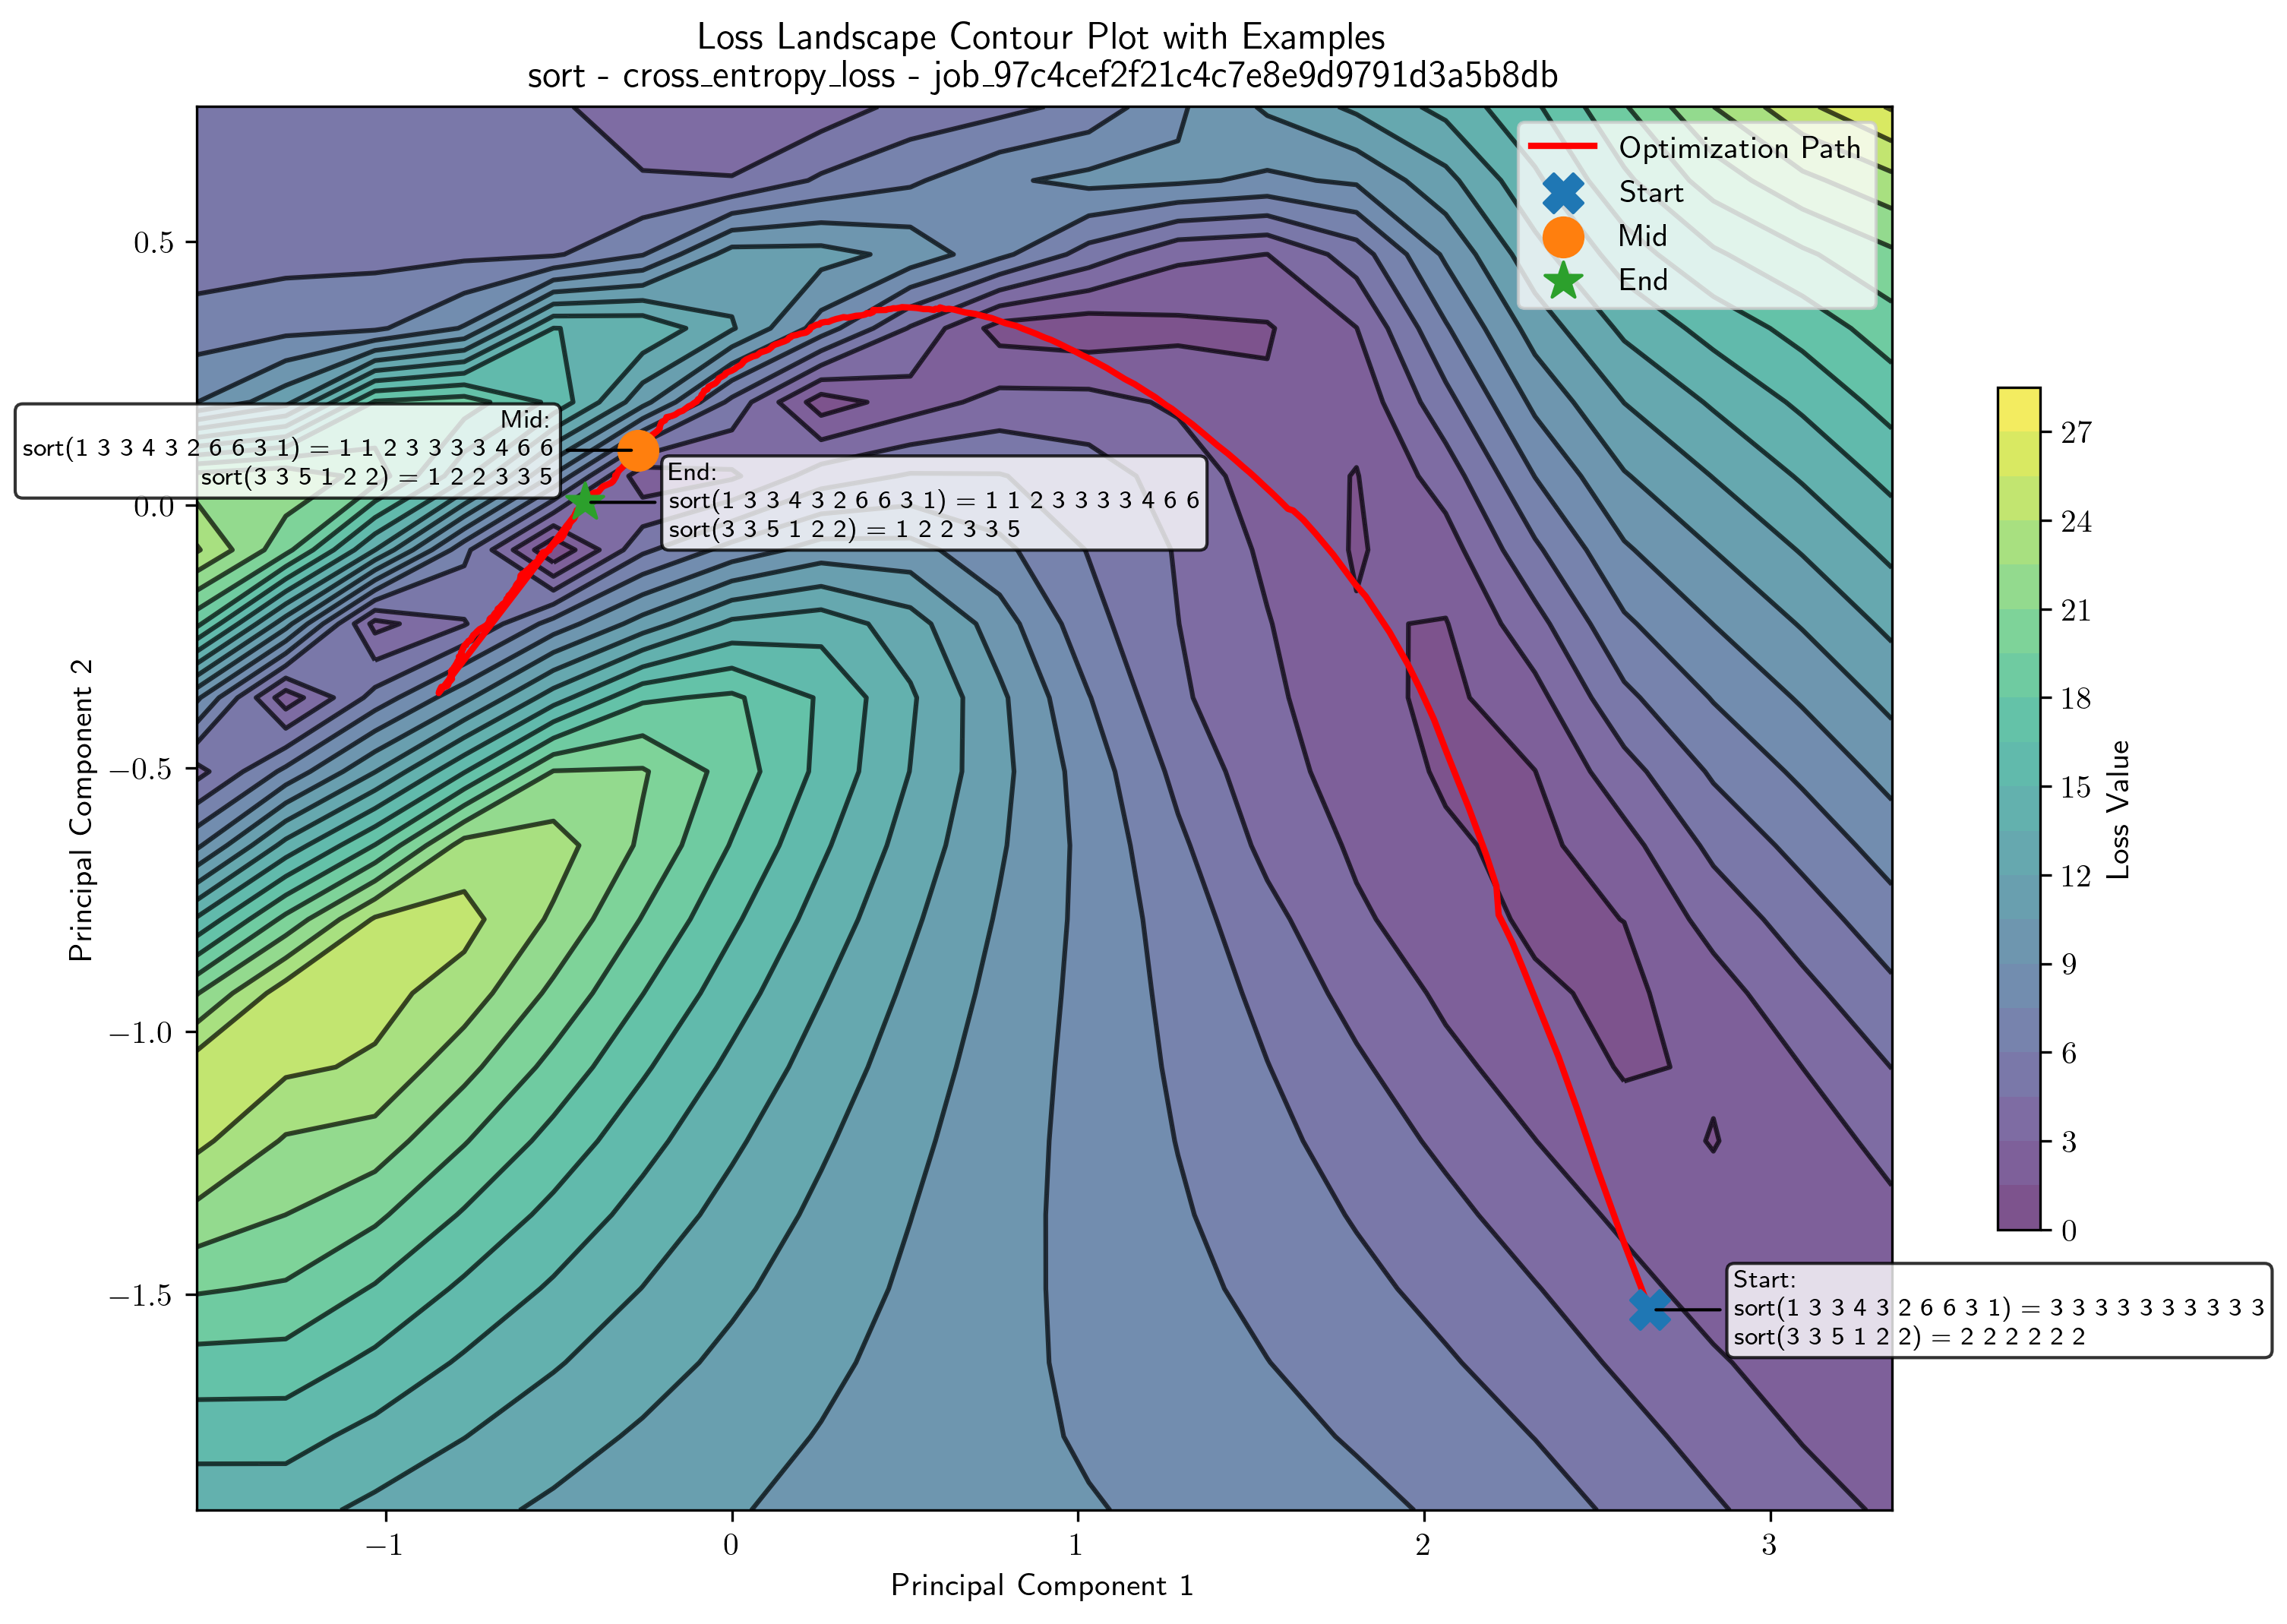 Loss Landscape Contour Plot with Examples
sort - cross_entropy_loss - job_97c4cef2f21c4c7e8e9d9791d3a5b8db
Optimization Path
Start
Mid
End
Mid:
sort(1 3 3 4 3 2 6 6 3 1) = 1 1 2 3 3 3 3 4 6 6
sort(3 3 5 1 2 2) = 1 2 2 3 3 5
End:
sort(1 3 3 4 3 2 6 6 3 1) = 1 1 2 3 3 3 3 4 6 6
sort(3 3 5 1 2 2) = 1 2 2 3 3 5
Start:
sort(1 3 3 4 3 2 6 6 3 1) = 3 3 3 3 3 3 3 3 3 3
sort(3 3 5 1 2 2) = 2 2 2 2 2 2
0.5
0.0
−0.5
−1.0
−1.5
Principal Component 2
−1
0
1
2
3
Principal Component 1
27
24
21
18
15
12
9
6
3
0
Loss Value